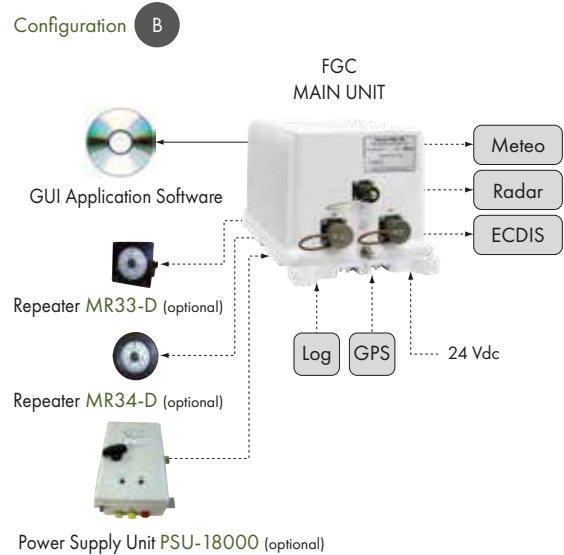 Configuration B
FGC
MAIN UNIT
GUI Application Software
Meteo
Radar
ECDIS
Repeater MR33-D (optional)
Log
GPS
24 Vdc
Repeater MR34-D (optional)
Power Supply Unit PSU-18000 (optional)